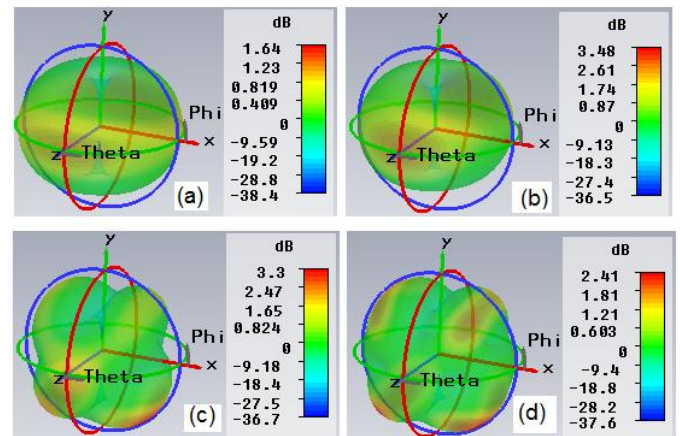 y
dB
1.64
1.23
0.819
0.409
0
-9.59
-19.2
-28.8
-38.4
Phi
x
z Theta
(a)
y
dB
3.48
2.61
1.74
0.87
0
-9.13
-18.3
-27.4
-36.5
Phi
x
z Theta
(b)
y
dB
3.3
2.47
1.65
0.824
0
-9.18
-18.4
-27.5
-36.7
Phi
x
z Theta
(c)
y
dB
2.41
1.81
1.21
0.603
0
-9.4
-18.8
-28.2
-37.6
Phi
x
z Theta
(d)